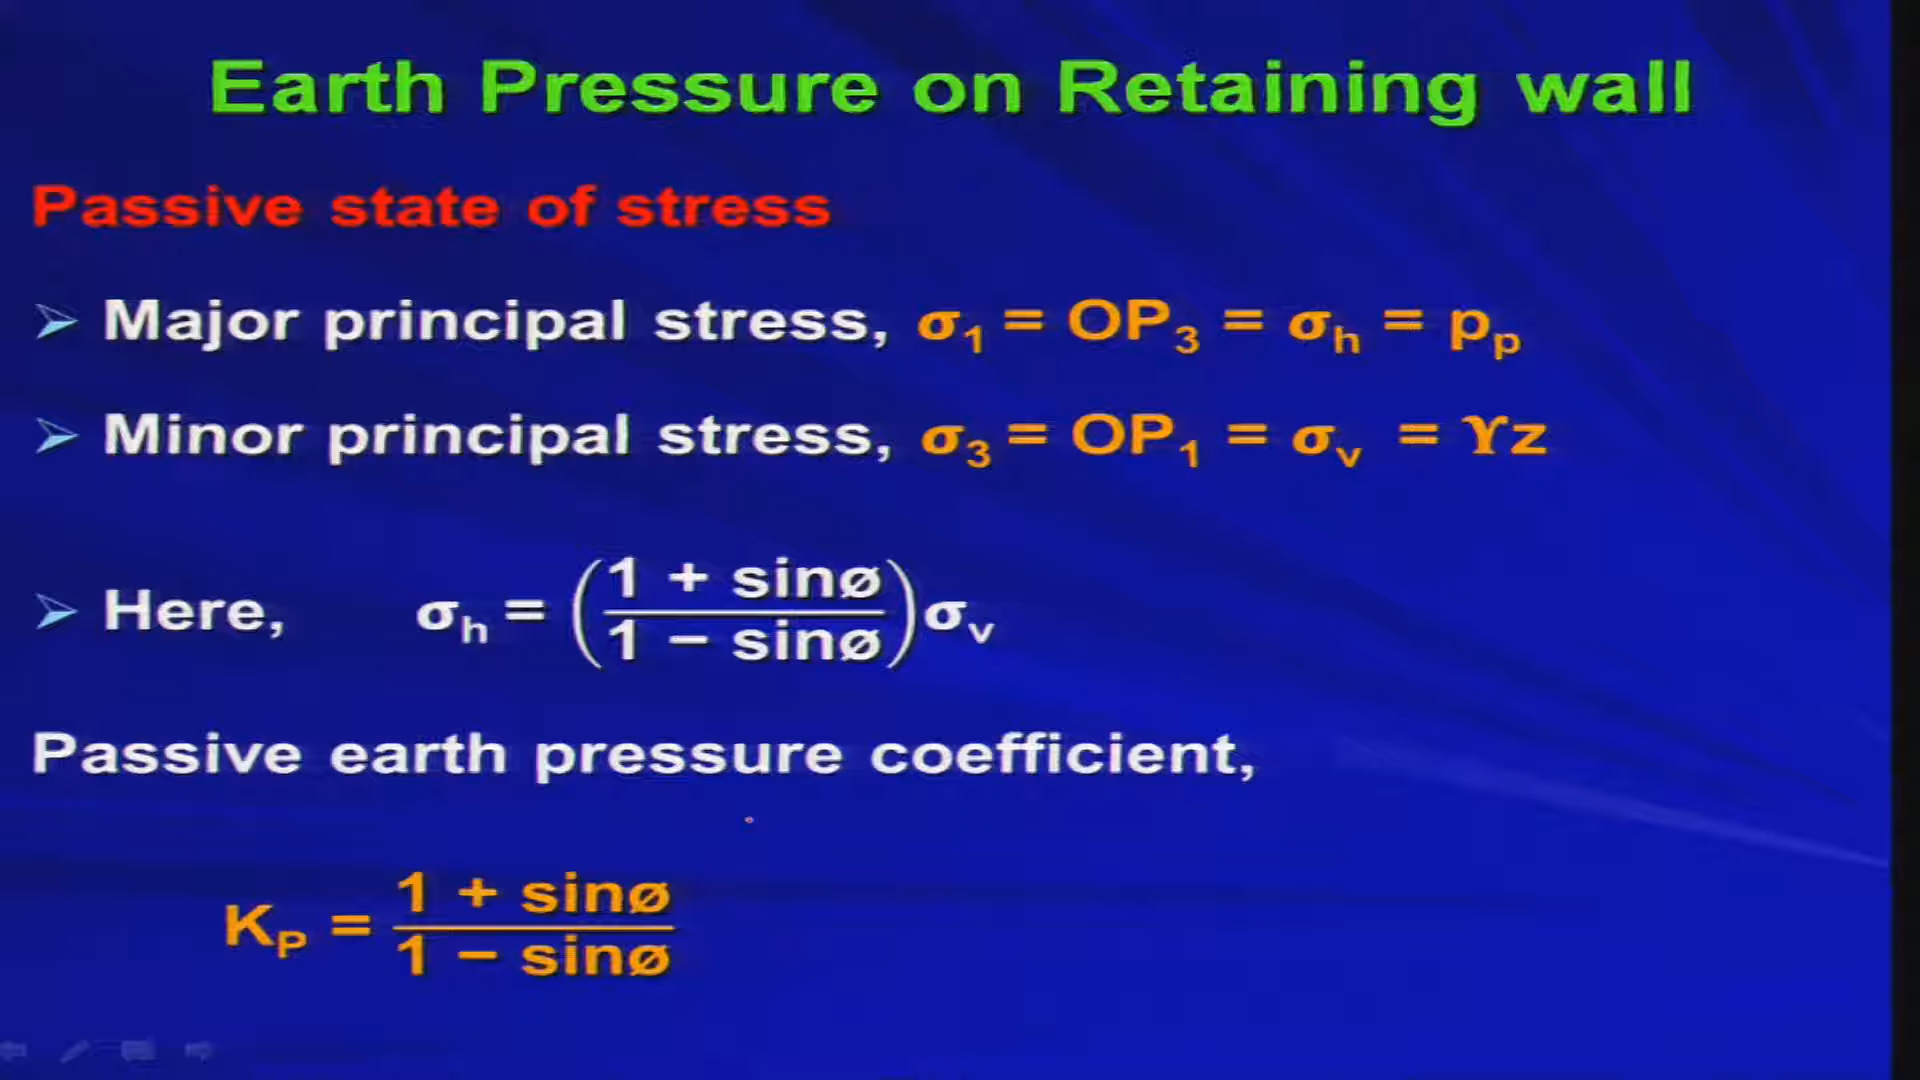 Earth Pressure on Retaining wall
Passive state of stress
➢ Major principal stress, σ₁ = OP₃ = σₕ = pₚ
➢ Minor principal stress, σ₃ = OP₁ = σᵥ = ϒz
➢ Here, σₕ = (1 + sinø / 1 − sinø) σᵥ
Passive earth pressure coefficient,
K_P = 1 + sinø / 1 − sinø